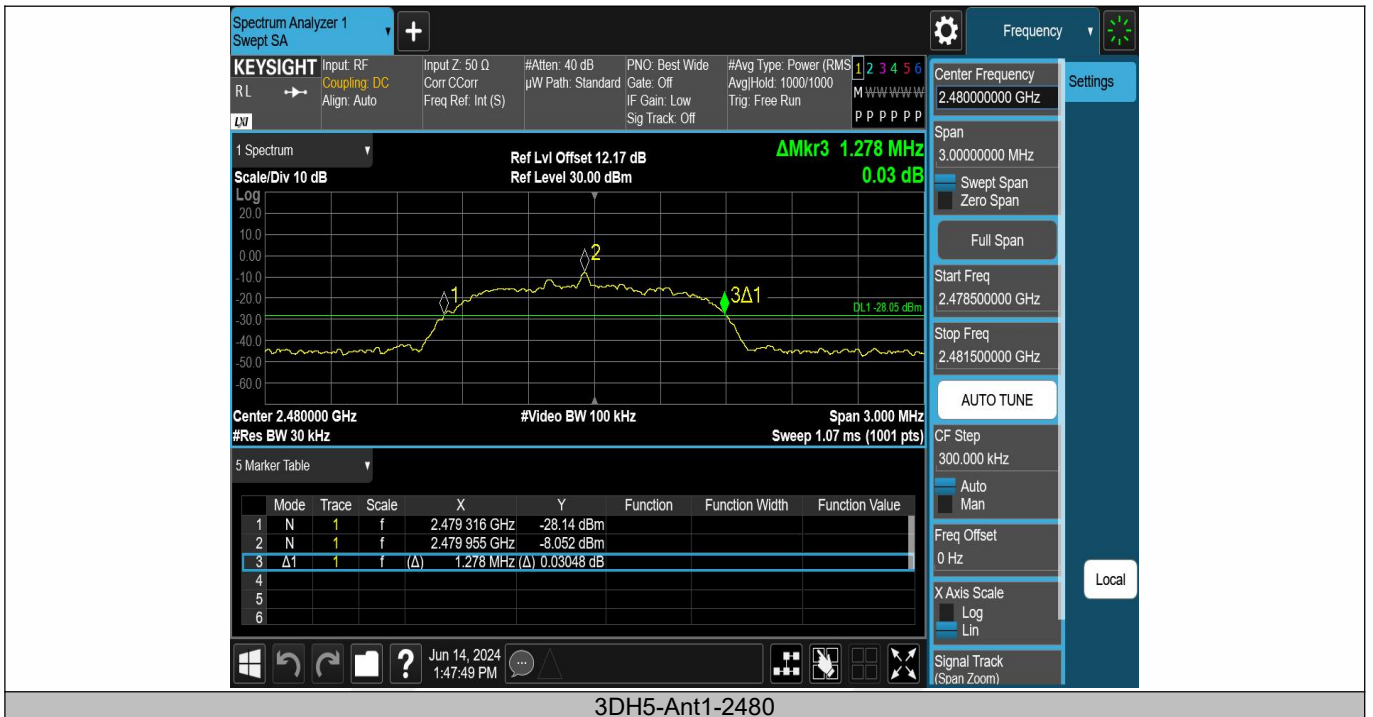 Spectrum Analyzer 1
Swept SA
+
Frequency
KEYSIGHT
RL
LXI
Input: RF
Coupling: DC
Align: Auto
Input Z: 50 Ω
Corr CCorr
Freq Ref: Int (S)
#Atten: 40 dB
µW Path: Standard
PNO: Best Wide
Gate: Off
IF Gain: Low
Sig Track: Off
#Avg Type: Power (RMS
Avg|Hold: 1000/1000
Trig: Free Run
1 2 3 4 5 6
M W W W W W
P P P P P P
Center Frequency
2.480000000 GHz
Settings
1 Spectrum
Scale/Div 10 dB
Ref Lvl Offset 12.17 dB
Ref Level 30.00 dBm
ΔMkr3 1.278 MHz
0.03 dB
Log
20.0
10.0
0.00
-10.0
-20.0
-30.0
-40.0
-50.0
-60.0
1
2
3Δ1
DL1 -28.05 dBm
Center 2.480000 GHz
#Res BW 30 kHz
#Video BW 100 kHz
Span 3.000 MHz
Sweep 1.07 ms (1001 pts)
Span
3.00000000 MHz
Swept Span
Zero Span
Full Span
Start Freq
2.478500000 GHz
Stop Freq
2.481500000 GHz
AUTO TUNE
CF Step
300.000 kHz
Auto
Man
Freq Offset
0 Hz
X Axis Scale
Log
Lin
Signal Track
(Span Zoom)
Local
5 Marker Table
Mode Trace Scale X Y Function Function Width Function Value
1 N 1 f 2.479 316 GHz -28.14 dBm
2 N 1 f 2.479 955 GHz -8.052 dBm
3 Δ1 1 f (Δ) 1.278 MHz (Δ) 0.03048 dB
4
5
6
?
Jun 14, 2024
1:47:49 PM
3DH5-Ant1-2480